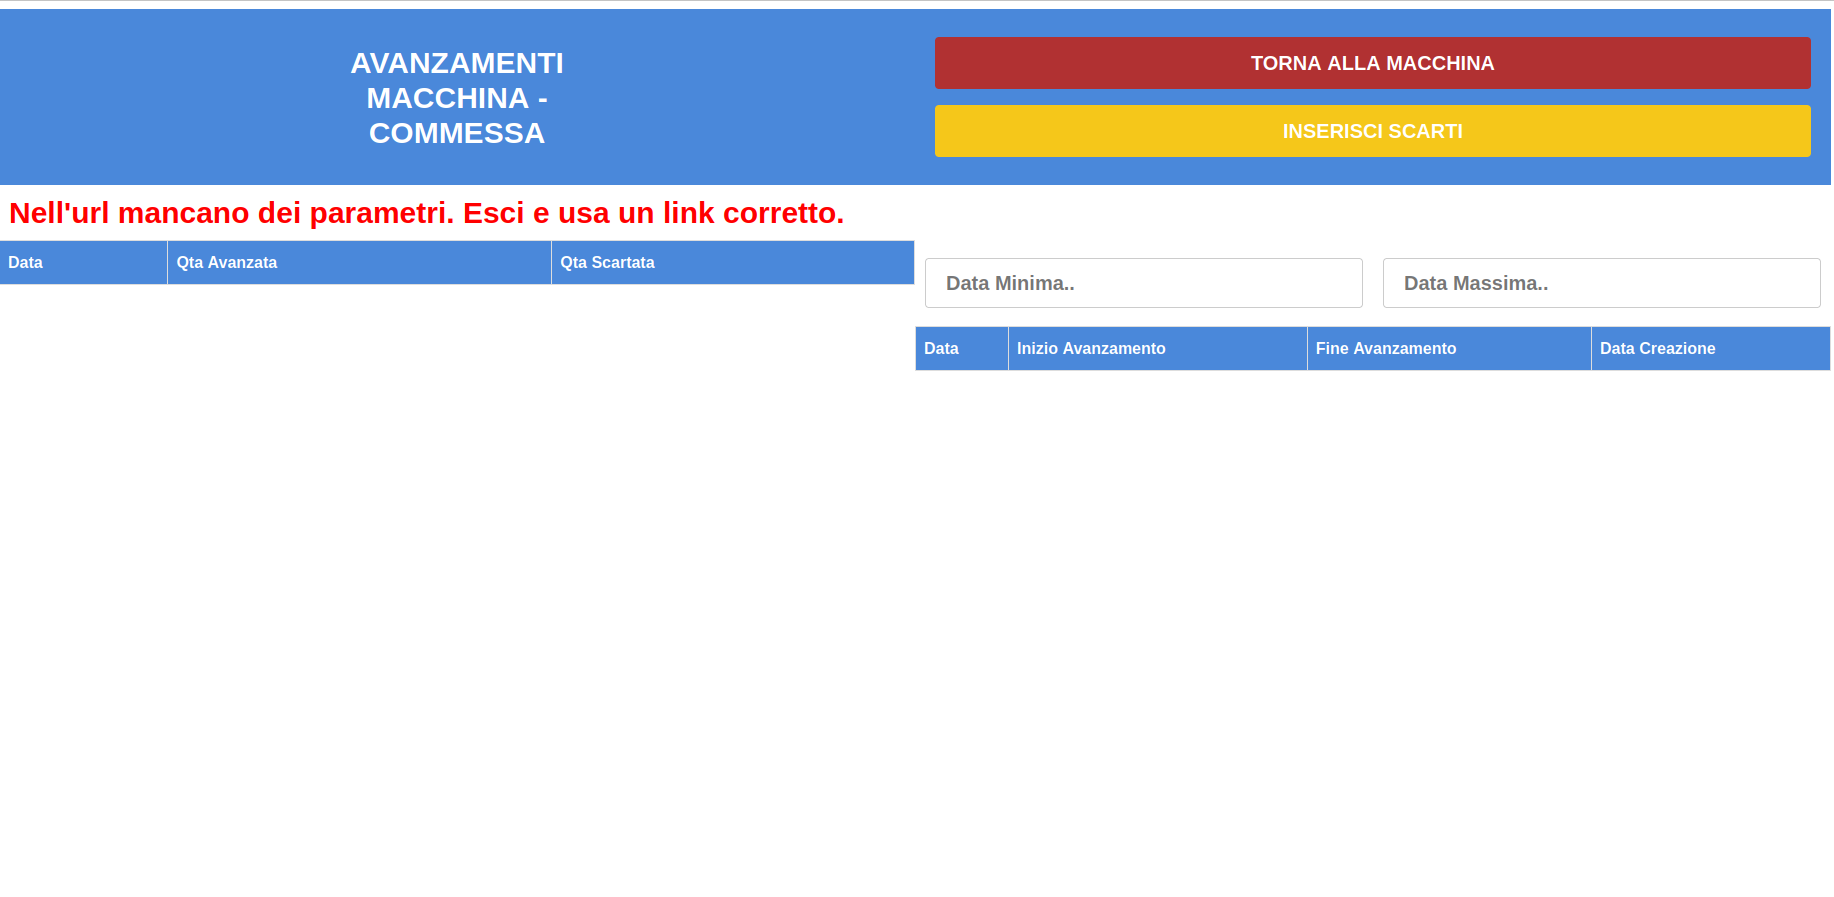 AVANZAMENTI
MACCHINA -
COMMESSA
TORNA ALLA MACCHINA
INSERISCI SCARTI
Nell'url mancano dei parametri. Esci e usa un link corretto.
Data Qta Avanzata Qta Scartata
Data Minima.. Data Massima..
Data Inizio Avanzamento Fine Avanzamento Data Creazione